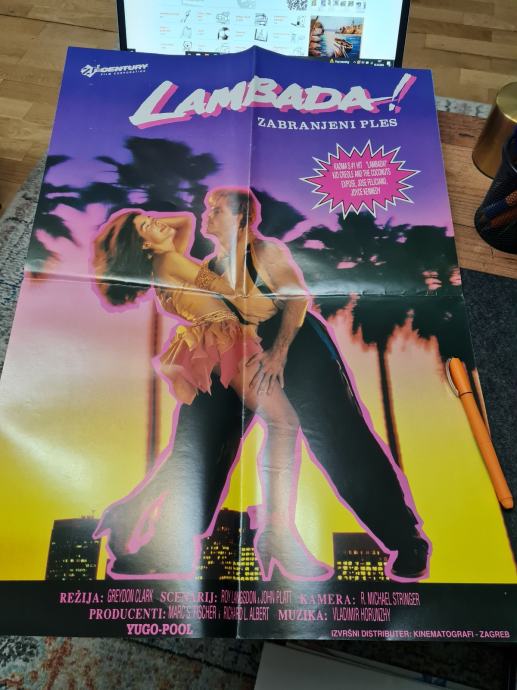 21ST CENTURY
FILM CORPORATION
LAMBADA!
ZABRANJENI PLES
KAOMA'S #1 HIT "LAMBADA"
KID CREOLE AND THE COCONUTS
EXPOSE, JOSE FELICIANO,
JOYCE KENNEDY
REŽIJA: GREYDON CLARK SCENARIJ: ROY LANGSDON i JOHN PLATT KAMERA: R. MICHAEL STRINGER
PRODUCENTI: MARC S. FISCHER i RICHARD L. ALBERT MUZIKA: VLADIMIR HORUNZHY
YUGO-POOL
IZVRŠNI DISTRIBUTER: KINEMATOGRAFI - ZAGREB